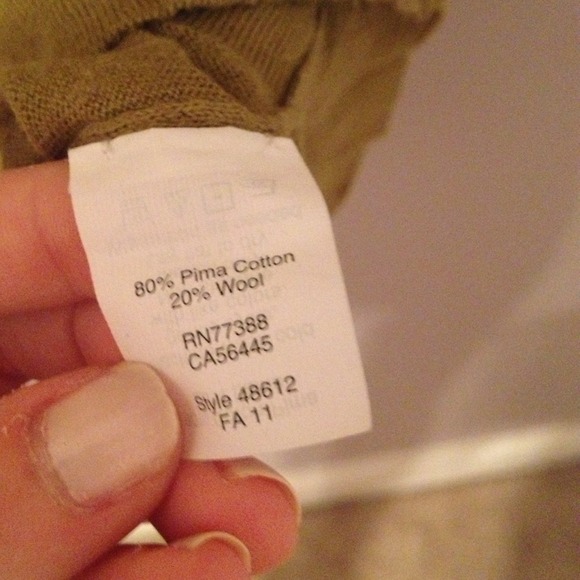 80% Pima Cotton
20% Wool
RN77388
CA56445
Style 48612
FA 11